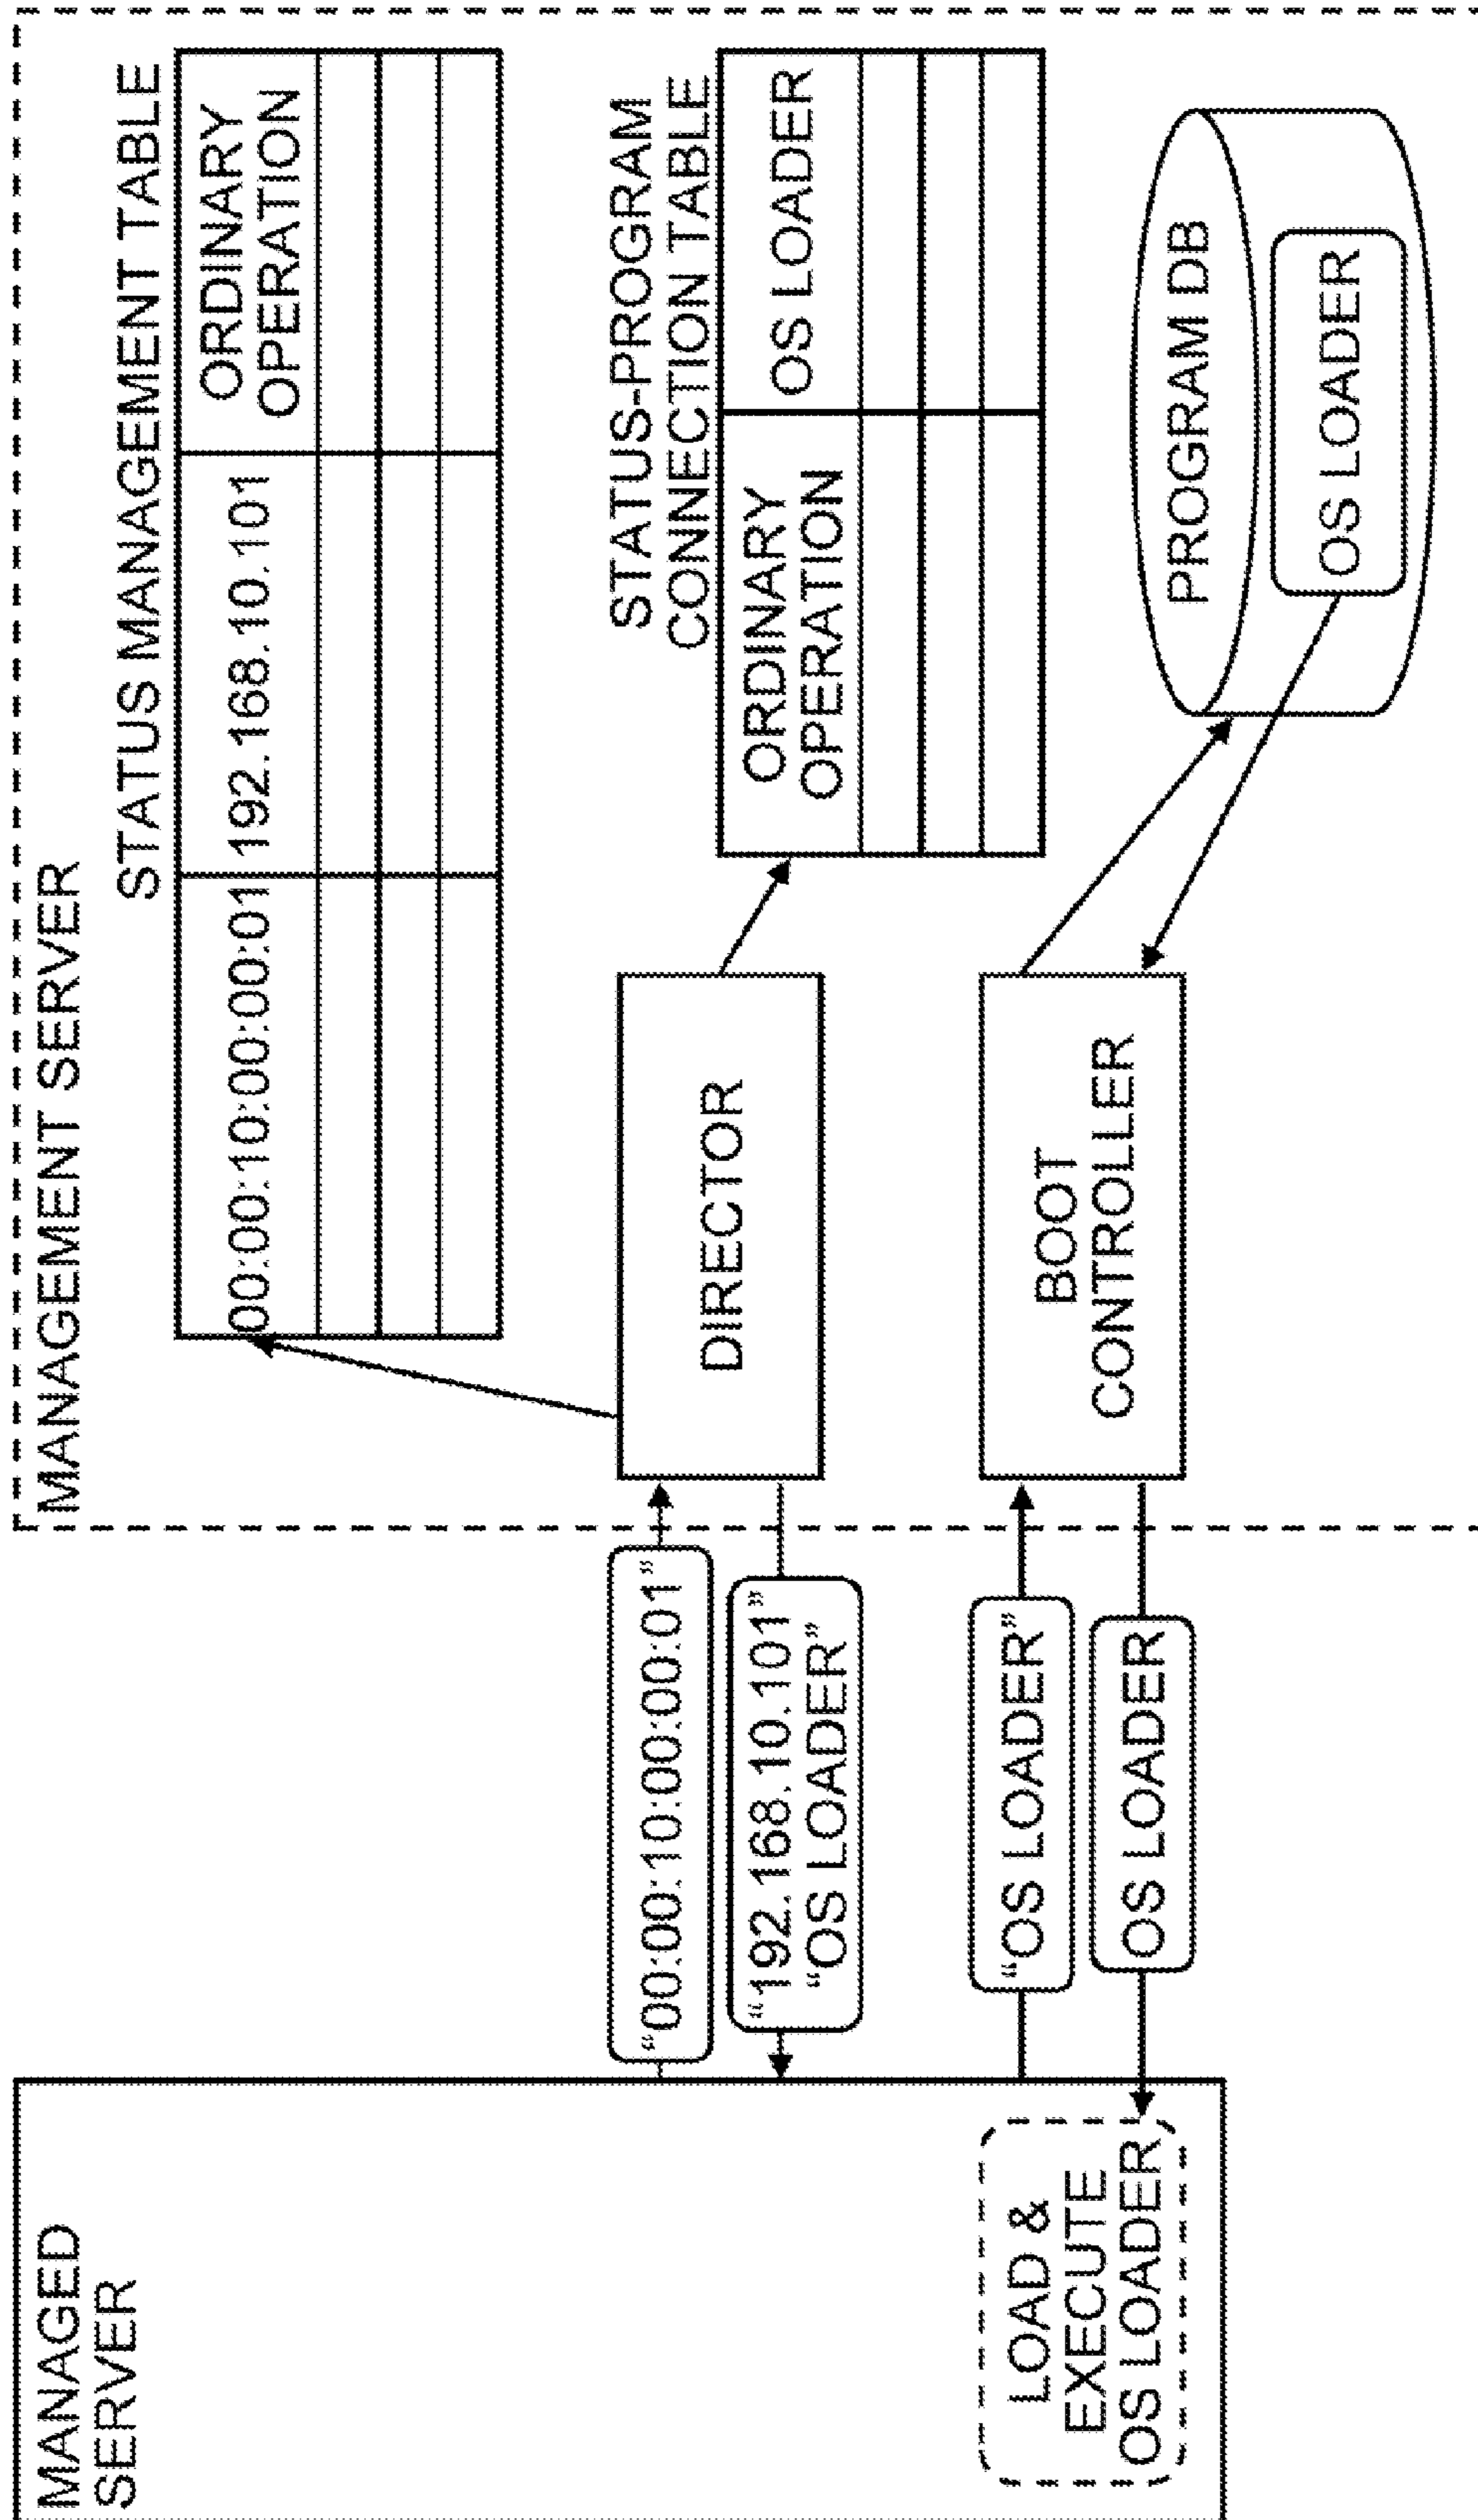 MANAGED
SERVER
LOAD &
EXECUTE
OS LOADER
"00:00:10:00:00:01"
"192.168.10.101"
"OS LOADER"
"OS LOADER"
OS LOADER
MANAGEMENT SERVER
STATUS MANAGEMENT TABLE
00:00:10:00:00:01 192.168.10.101 ORDINARY
OPERATION
DIRECTOR
STATUS-PROGRAM
CONNECTION TABLE
ORDINARY
OPERATION
OS LOADER
BOOT
CONTROLLER
PROGRAM DB
OS LOADER